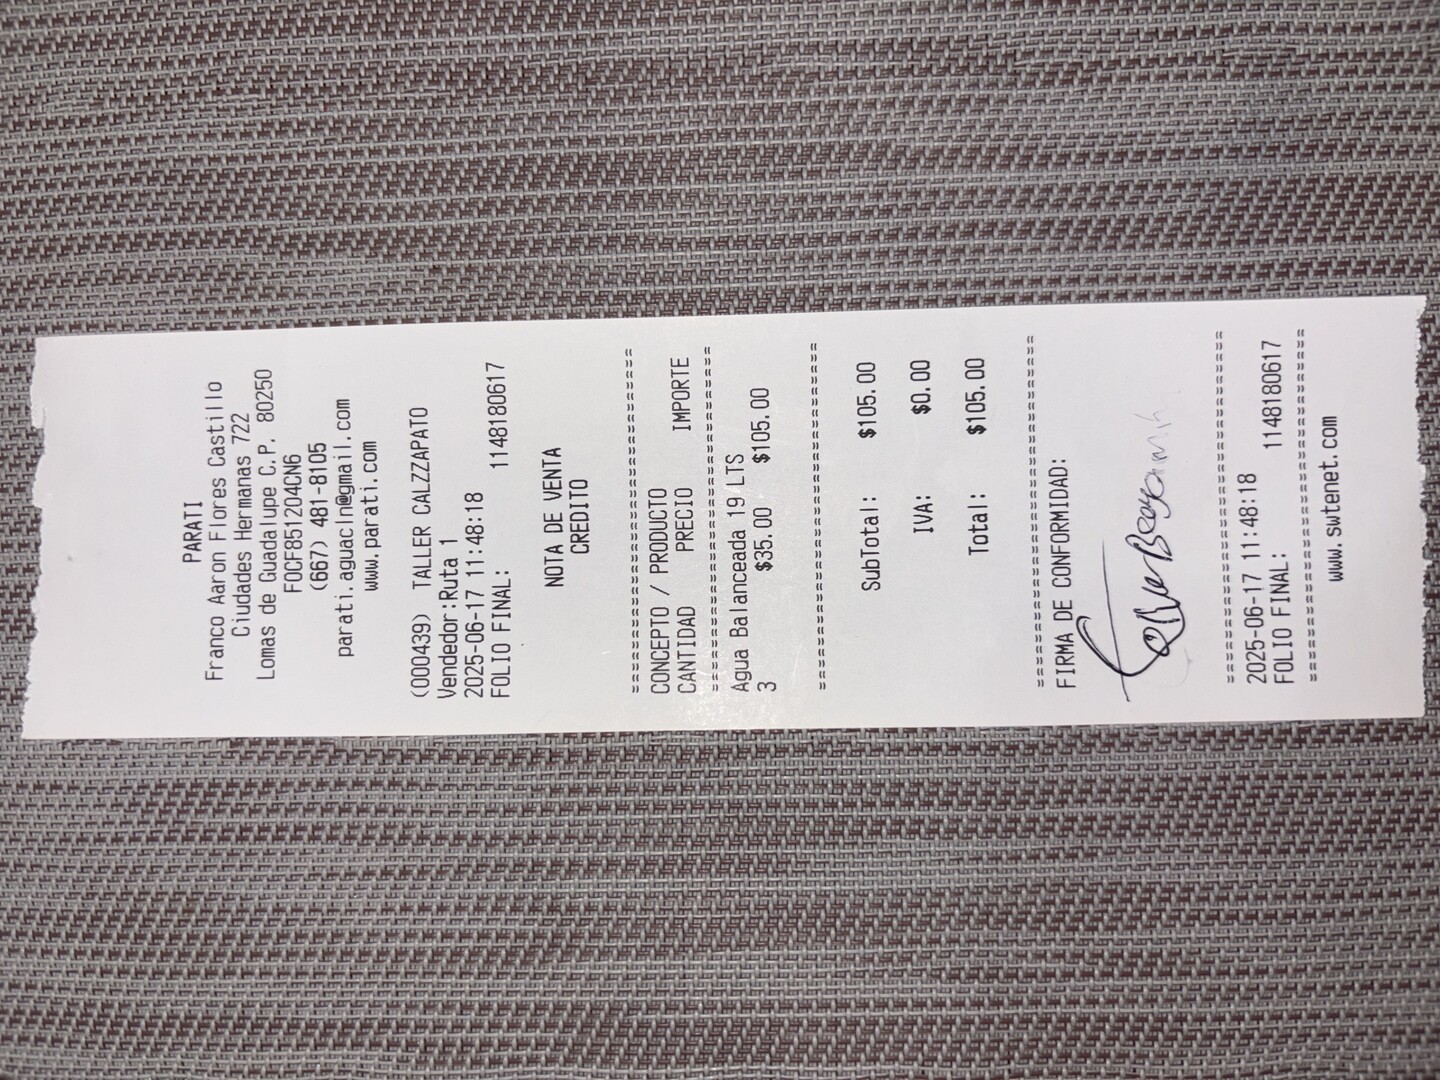 PARATI
Franco Aaron Flores Castillo
Ciudades Hermanas 722
Lomas de Guadalupe C.P. 80250
FOCF851204CN6
(667) 481-8105
parati.aguacln@gmail.com
www.parati.com
(000439) TALLER CALZZAPATO
Vendedor:Ruta 1
2025-06-17 11:48:18
FOLIO FINAL: 1148180617
NOTA DE VENTA
CREDITO
================================
CONCEPTO / PRODUCTO
CANTIDAD PRECIO IMPORTE
================================
Agua Balanceada 19 LTS
3 $35.00 $105.00
================================
SubTotal: $105.00
IVA: $0.00
Total: $105.00
================================
FIRMA DE CONFORMIDAD:
================================
2025-06-17 11:48:18
FOLIO FINAL: 1148180617
================================
www.swtenet.com